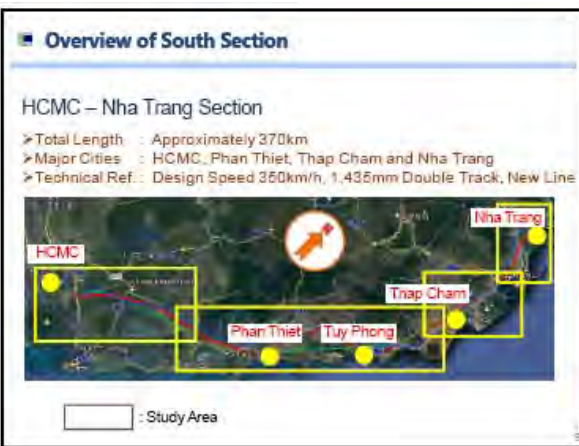 Overview of South Section
HCMC – Nha Trang Section
➢Total Length : Approximately 370km
➢Major Cities : HCMC, Phan Thiet, Thap Cham and Nha Trang
➢Technical Ref. : Design Speed 350km/h, 1,435mm Double Track, New Line
Nha Trang
HCMC
Thap Cham
Phan Thiet
Tuy Phong
: Study Area